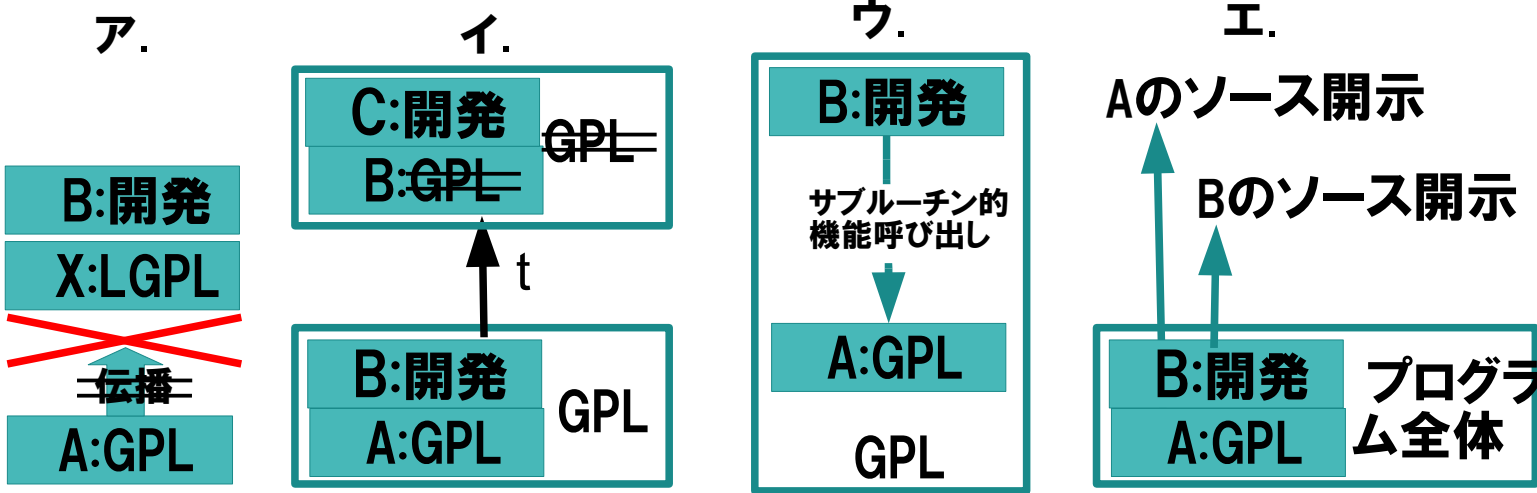 ア.
B:開発
X:LGPL
伝播
A:GPL
イ.
C:開発
B:GPL
GPL
t
B:開発
A:GPL
GPL
ウ.
B:開発
サブルーチン的
機能呼び出し
A:GPL
GPL
エ.
Aのソース開示
Bのソース開示
B:開発
A:GPL
プログラ
ム全体